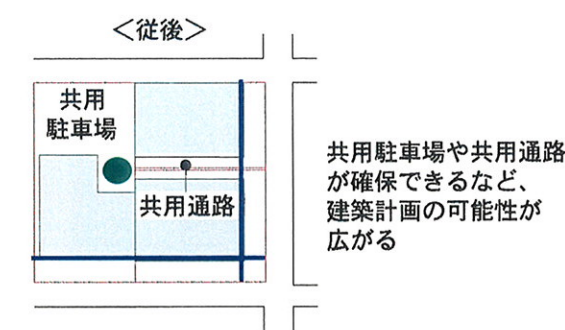 ＜従後＞
共用
駐車場
共用通路
共用駐車場や共用通路
が確保できるなど、
建築計画の可能性が
広がる